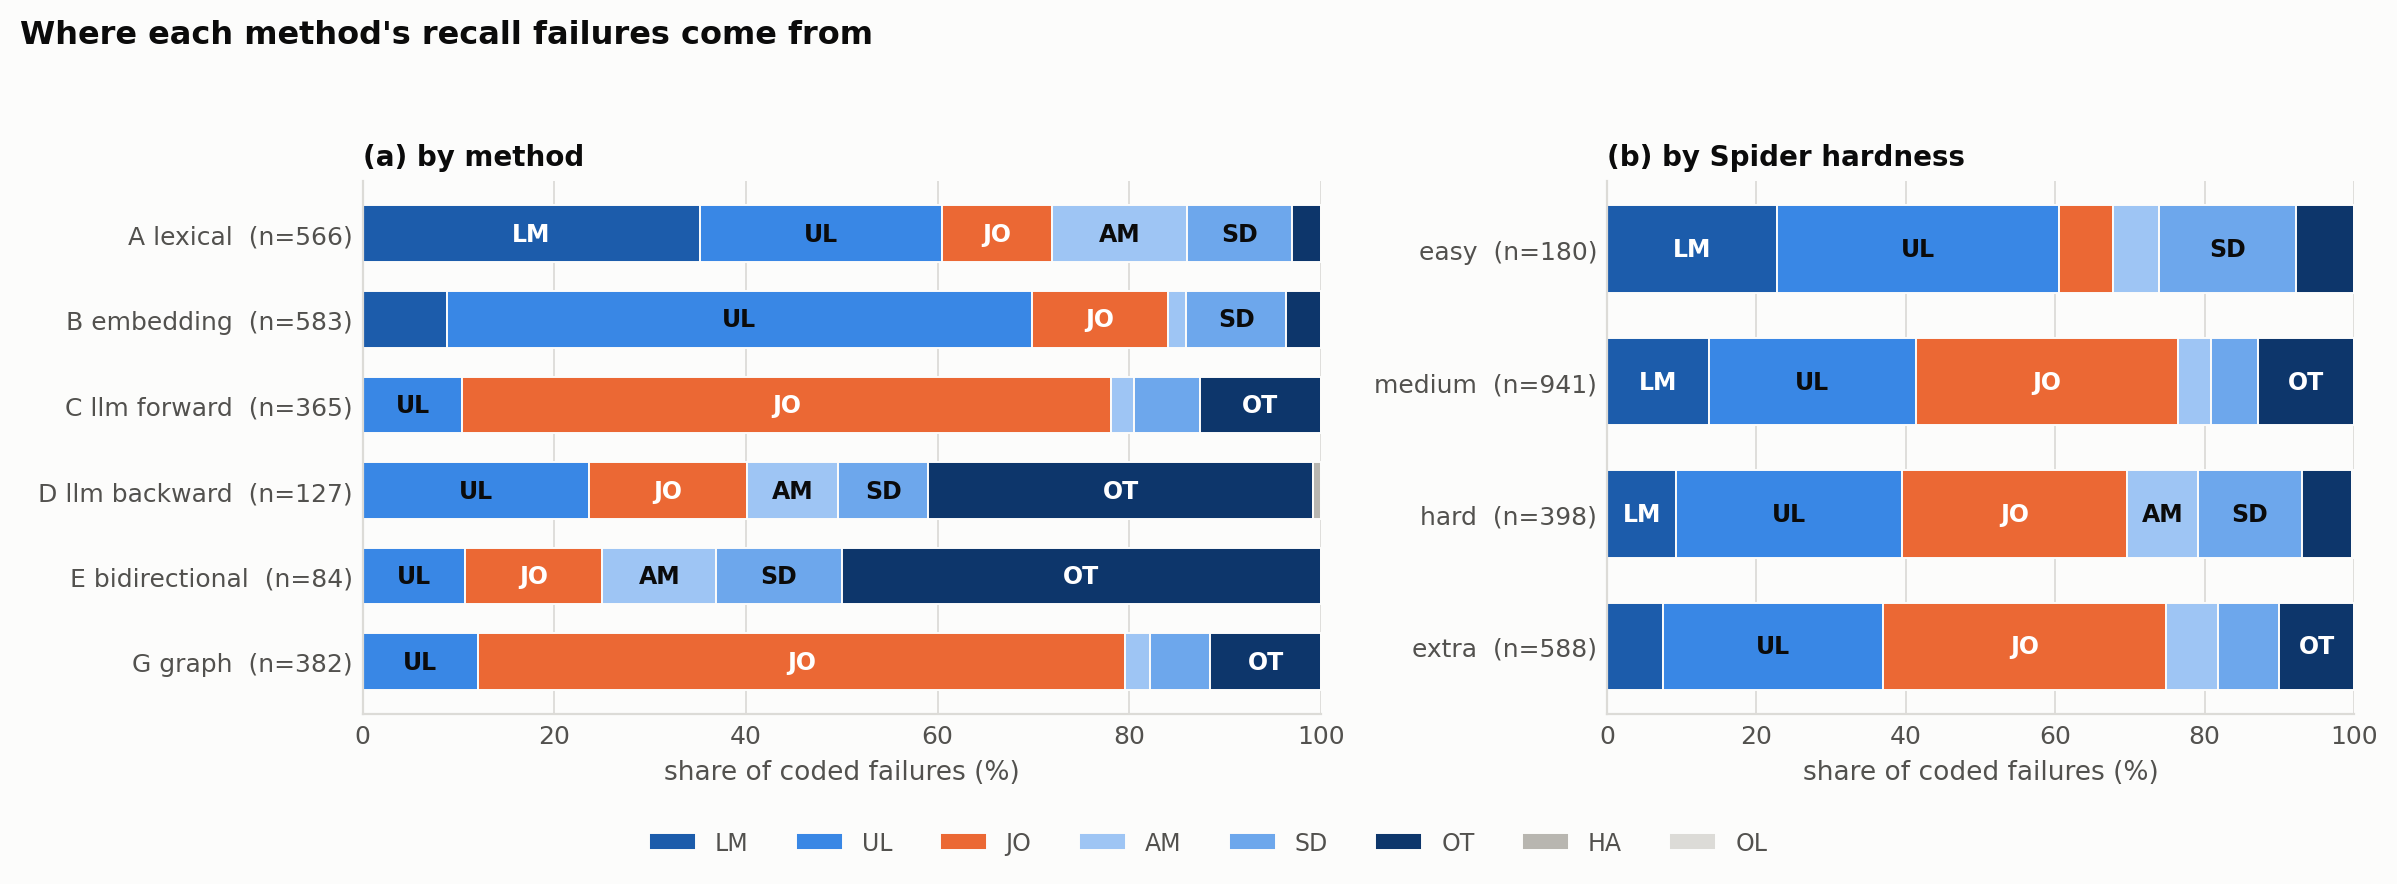 Where each method's recall failures come from
(a) by method
A lexical (n=566)
LM UL JO AM SD
B embedding (n=583)
UL JO SD
C llm forward (n=365)
UL JO OT
D llm backward (n=127)
UL JO AM SD OT
E bidirectional (n=84)
UL JO AM SD OT
G graph (n=382)
UL JO OT
0 20 40 60 80 100
share of coded failures (%)
(b) by Spider hardness
easy (n=180)
LM UL SD
medium (n=941)
LM UL JO OT
hard (n=398)
LM UL JO AM SD
extra (n=588)
UL JO OT
0 20 40 60 80 100
share of coded failures (%)
LM UL JO AM SD OT HA OL